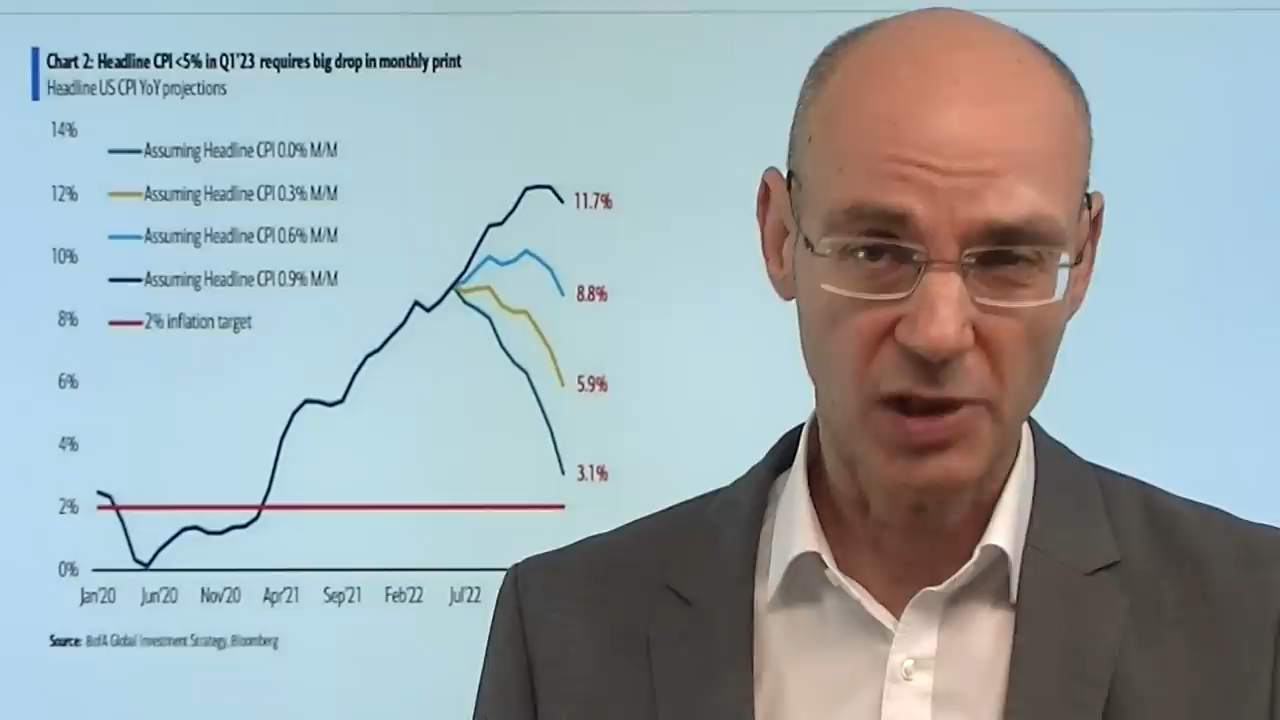 Chart 2: Headline CPI <5% in Q1'23 requires big drop in monthly print
Headline US CPI YoY projections
14%
Assuming Headline CPI 0.0% M/M
12%
Assuming Headline CPI 0.3% M/M
11.7%
Assuming Headline CPI 0.6% M/M
10%
Assuming Headline CPI 0.9% M/M
8.8%
8%
2% inflation target
6%
5.9%
4%
3.1%
2%
0%
Jan'20 Jun'20 Nov'20 Apr'21 Sep'21 Feb'22 Jul'22
Source: BofA Global Investment Strategy, Bloomberg